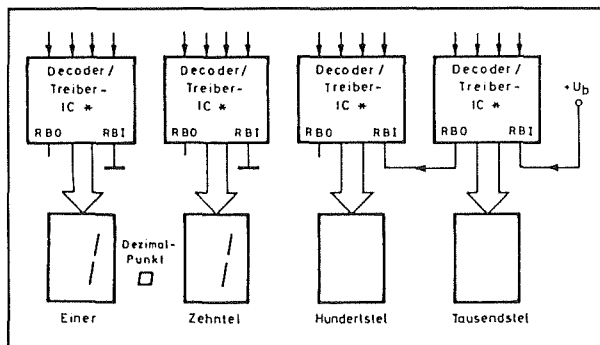 Decoder/
Treiber-
IC *
RBO RBI
Decoder/
Treiber-
IC *
RBO RBI
Decoder/
Treiber-
IC *
RBO RBI
Decoder/
Treiber-
IC *
RBO RBI
+Ub
Dezimal-
Punkt
Einer
Zehntel
Hundertstel
Tausendstel